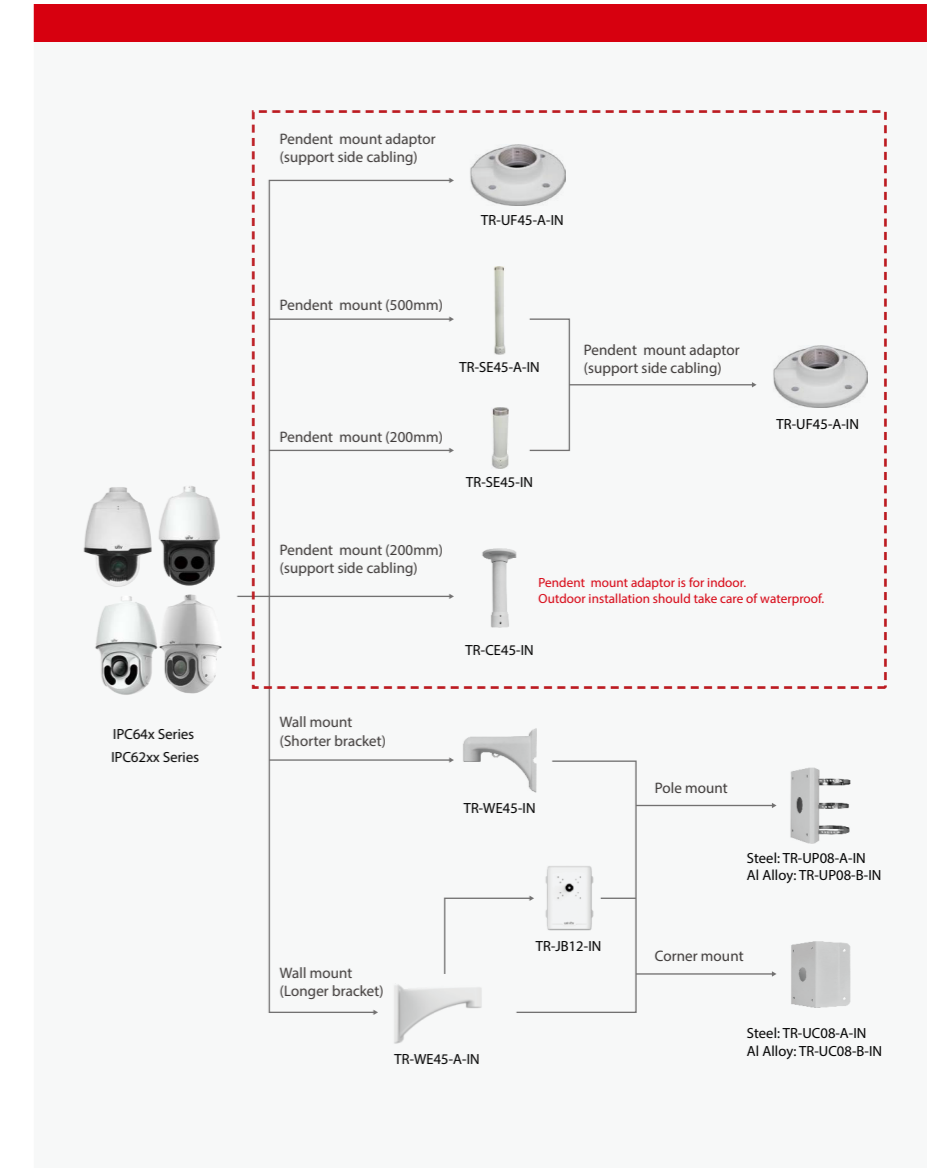 Pendent mount adaptor
(support side cabling)
TR-UF45-A-IN
Pendent mount (500mm)
TR-SE45-A-IN
Pendent mount adaptor
(support side cabling)
TR-UF45-A-IN
Pendent mount (200mm)
TR-SE45-IN
Pendent mount (200mm)
(support side cabling)
Pendent mount adaptor is for indoor.
Outdoor installation should take care of waterproof.
TR-CE45-IN
IPC64x Series
IPC62xx Series
Wall mount
(Shorter bracket)
TR-WE45-IN
Pole mount
Steel: TR-UP08-A-IN
Al Alloy: TR-UP08-B-IN
TR-JB12-IN
Corner mount
Wall mount
(Longer bracket)
Steel: TR-UC08-A-IN
Al Alloy: TR-UC08-B-IN
TR-WE45-A-IN